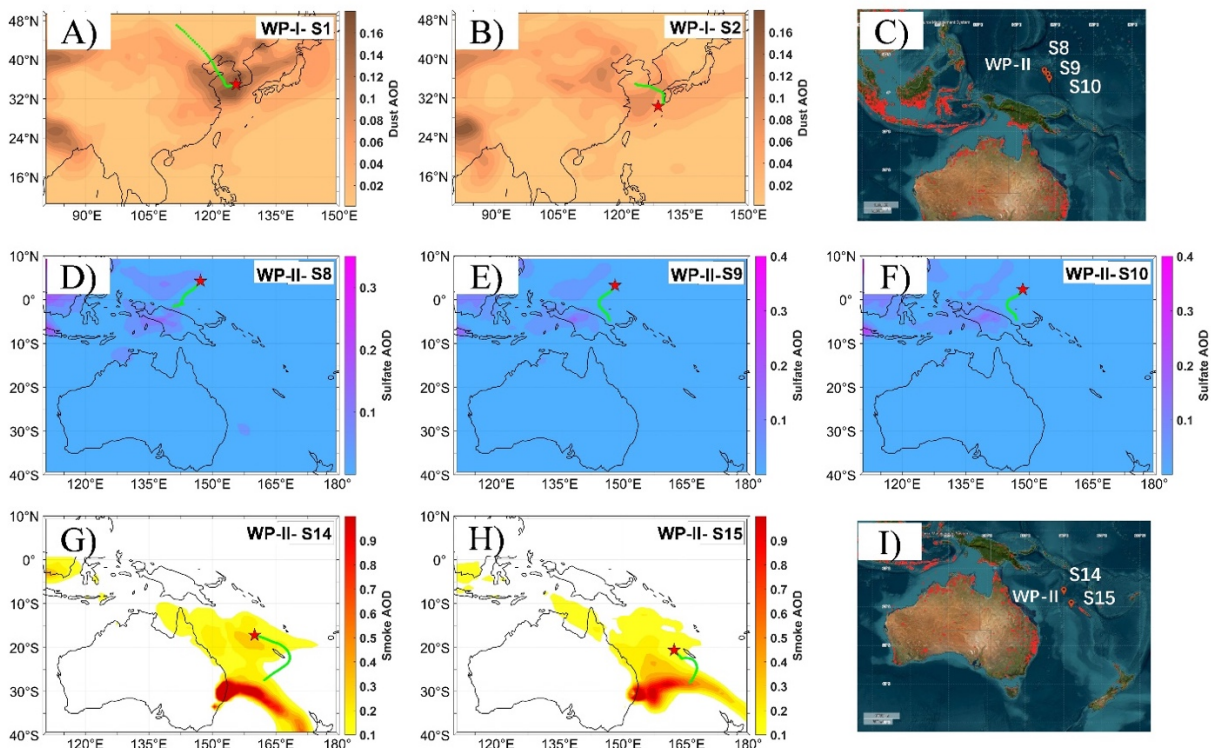 A)
WP-I- S1
48°N
40°N
32°N
24°N
16°N
90°E 105°E 120°E 135°E 150°E
0.16
0.14
0.12
0.1
0.08
0.06
0.04
0.02
Dust AOD
B)
WP-I- S2
48°N
40°N
32°N
24°N
16°N
90°E 105°E 120°E 135°E 150°E
0.16
0.14
0.12
0.1
0.08
0.06
0.04
0.02
Dust AOD
C)
S8
WP-II
S9
S10
D)
WP-II- S8
10°N
0°
10°S
20°S
30°S
40°S
120°E 135°E 150°E 165°E 180°E
0.3
0.2
0.1
Sulfate AOD
E)
WP-II-S9
10°N
0°
10°S
20°S
30°S
40°S
120°E 135°E 150°E 165°E 180°E
0.4
0.3
0.2
0.1
Sulfate AOD
F)
WP-II-S10
10°N
0°
10°S
20°S
30°S
40°S
120°E 135°E 150°E 165°E 180°E
0.4
0.3
0.2
0.1
Sulfate AOD
G)
WP-II- S14
10°N
0°
10°S
20°S
30°S
40°S
120°E 135°E 150°E 165°E 180°E
0.9
0.8
0.7
0.6
0.5
0.4
0.3
0.2
0.1
Smoke AOD
H)
WP-II- S15
10°N
0°
10°S
20°S
30°S
40°S
120°E 135°E 150°E 165°E 180°E
0.9
0.8
0.7
0.6
0.5
0.4
0.3
0.2
0.1
Smoke AOD
I)
S14
WP-II
S15